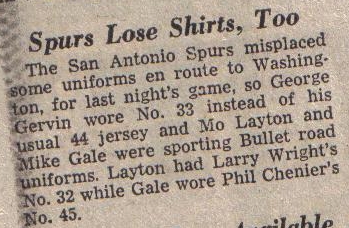 Spurs Lose Shirts, Too
The San Antonio Spurs misplaced
some uniforms en route to Washing-
ton, for last night's game, so George
Gervin wore No. 33 instead of his
usual 44 jersey and Mo Layton and
Mike Gale were sporting Bullet road
uniforms. Layton had Larry Wright's
No. 32 while Gale wore Phil Chenier's
No. 45.
Available